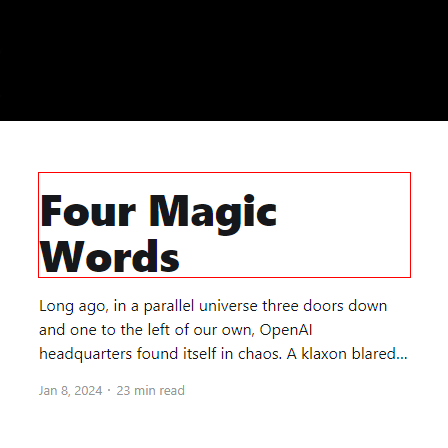 Four Magic
Words
Long ago, in a parallel universe three doors down
and one to the left of our own, OpenAI
headquarters found itself in chaos. A klaxon blared...
Jan 8, 2024 · 23 min read